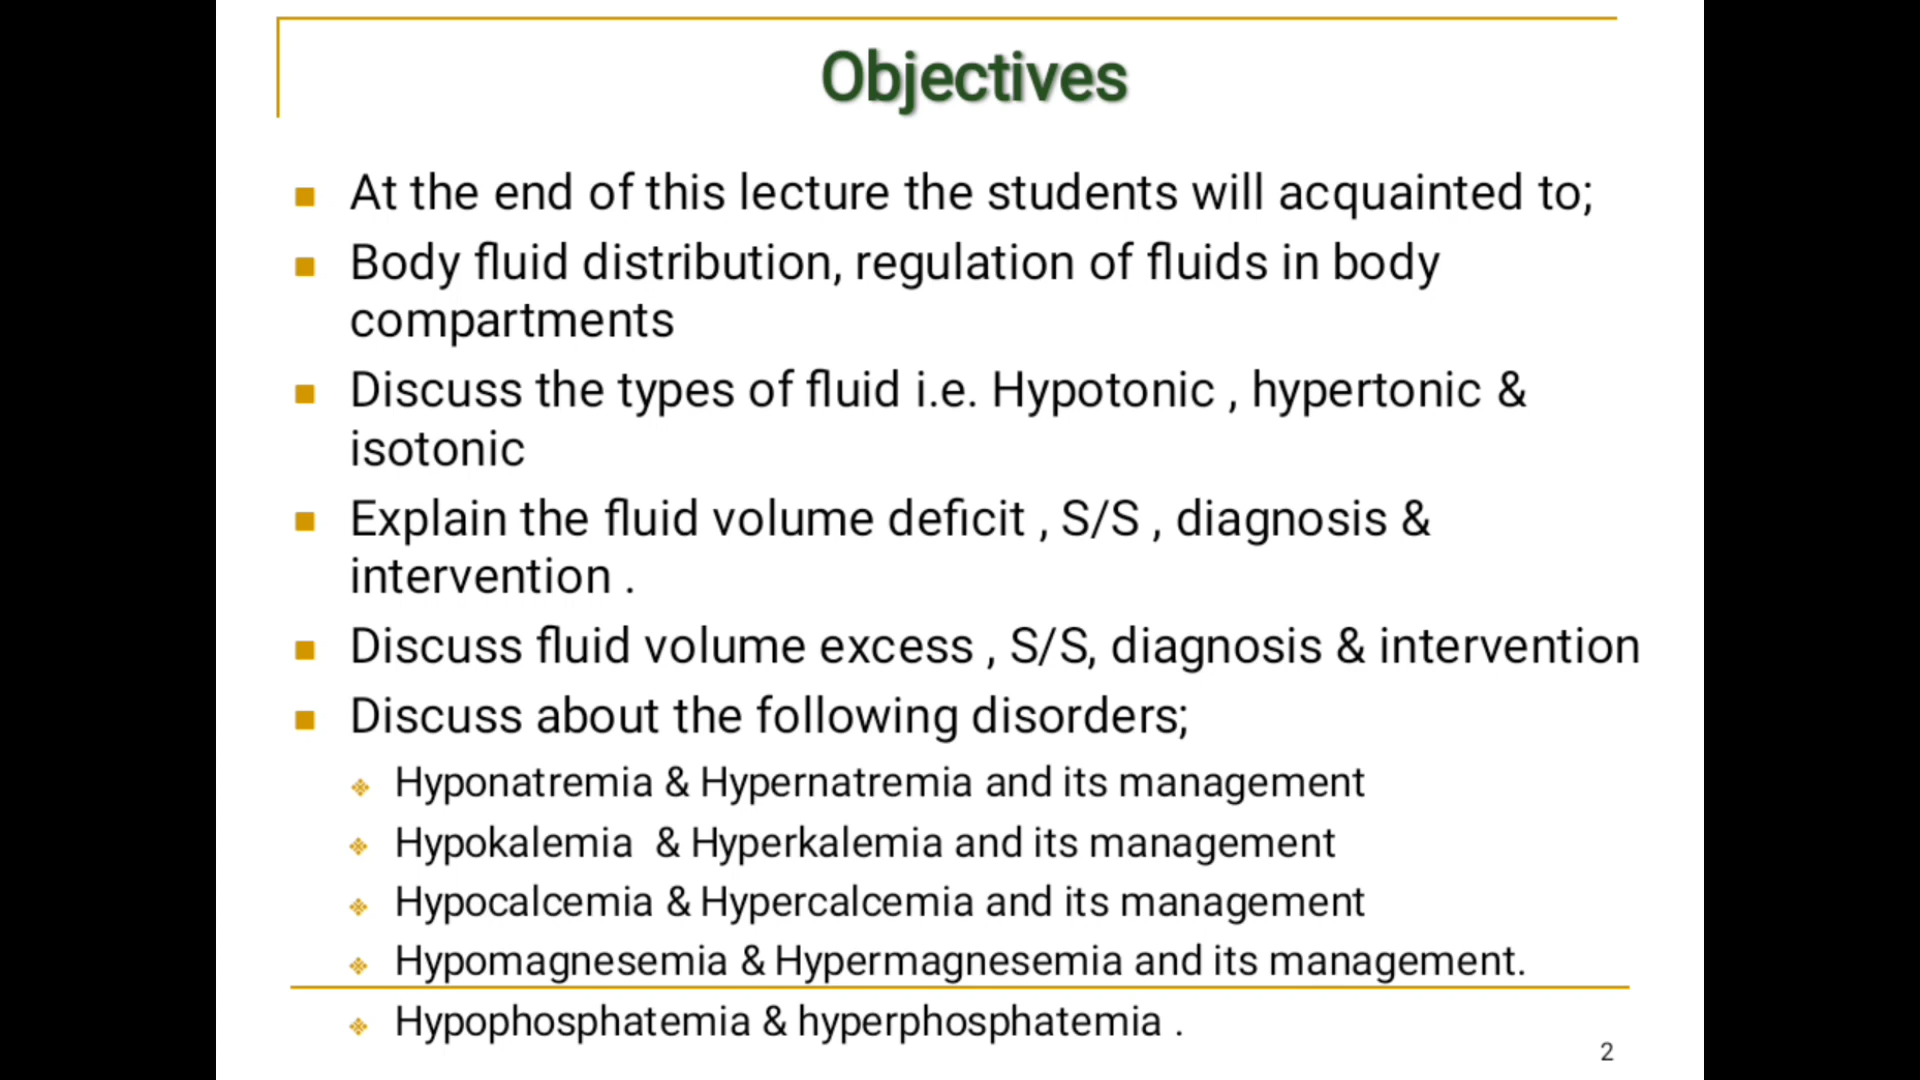 Objectives
At the end of this lecture the students will acquainted to;
Body fluid distribution, regulation of fluids in body
compartments
Discuss the types of fluid i.e. Hypotonic , hypertonic &
isotonic
Explain the fluid volume deficit , S/S , diagnosis &
intervention .
Discuss fluid volume excess , S/S, diagnosis & intervention
Discuss about the following disorders;
Hyponatremia & Hypernatremia and its management
Hypokalemia & Hyperkalemia and its management
Hypocalcemia & Hypercalcemia and its management
Hypomagnesemia & Hypermagnesemia and its management.
Hypophosphatemia & hyperphosphatemia .
2